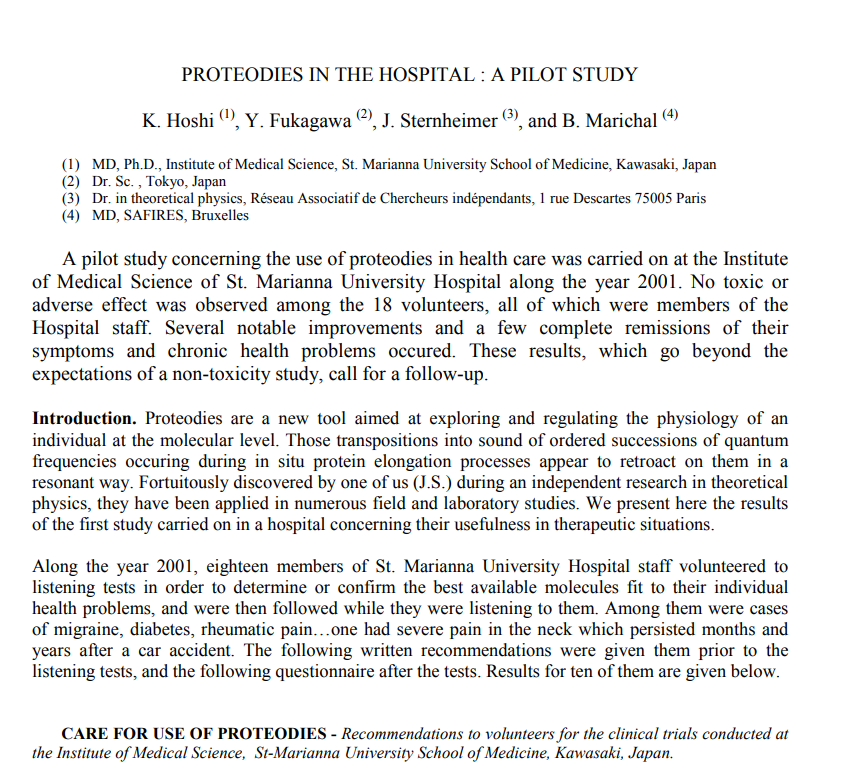 PROTEODIES IN THE HOSPITAL : A PILOT STUDY
K. Hoshi (1), Y. Fukagawa (2), J. Sternheimer (3), and B. Marichal (4)
(1) MD, Ph.D., Institute of Medical Science, St. Marianna University School of Medicine, Kawasaki, Japan
(2) Dr. Sc. , Tokyo, Japan
(3) Dr. in theoretical physics, Réseau Associatif de Chercheurs indépendants, 1 rue Descartes 75005 Paris
(4) MD, SAFIRES, Bruxelles
A pilot study concerning the use of proteodies in health care was carried on at the Institute
of Medical Science of St. Marianna University Hospital along the year 2001. No toxic or
adverse effect was observed among the 18 volunteers, all of which were members of the
Hospital staff. Several notable improvements and a few complete remissions of their
symptoms and chronic health problems occured. These results, which go beyond the
expectations of a non-toxicity study, call for a follow-up.
Introduction. Proteodies are a new tool aimed at exploring and regulating the physiology of an
individual at the molecular level. Those transpositions into sound of ordered successions of quantum
frequencies occuring during in situ protein elongation processes appear to retroact on them in a
resonant way. Fortuitously discovered by one of us (J.S.) during an independent research in theoretical
physics, they have been applied in numerous field and laboratory studies. We present here the results
of the first study carried on in a hospital concerning their usefulness in therapeutic situations.
Along the year 2001, eighteen members of St. Marianna University Hospital staff volunteered to
listening tests in order to determine or confirm the best available molecules fit to their individual
health problems, and were then followed while they were listening to them. Among them were cases
of migraine, diabetes, rheumatic pain…one had severe pain in the neck which persisted months and
years after a car accident. The following written recommendations were given them prior to the
listening tests, and the following questionnaire after the tests. Results for ten of them are given below.
CARE FOR USE OF PROTEODIES - Recommendations to volunteers for the clinical trials conducted at
the Institute of Medical Science, St-Marianna University School of Medicine, Kawasaki, Japan.